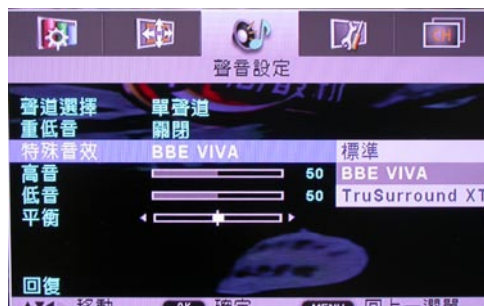 聲音設定
聲道選擇 單聲道
重低音 關閉
特殊音效 BBE VIVA 標準
高音 50 BBE VIVA
低音 50 TruSurround XT
平衡
回復
移動 OK 確定 MENU 回上一選單